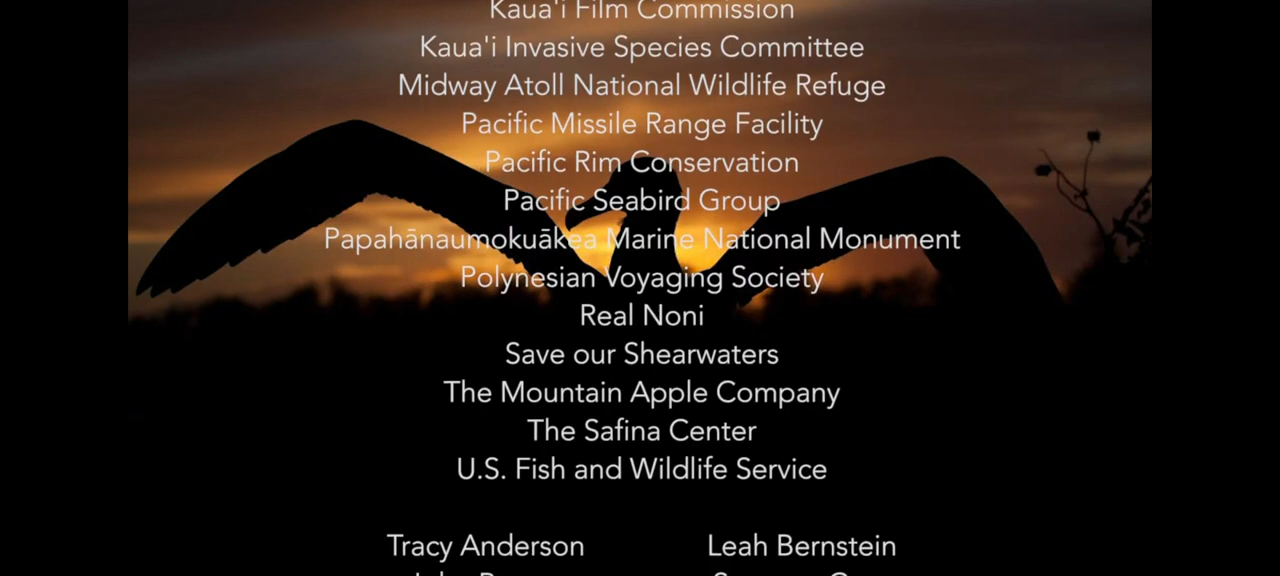 Kaua'i Film Commission
Kaua'i Invasive Species Committee
Midway Atoll National Wildlife Refuge
Pacific Missile Range Facility
Pacific Rim Conservation
Pacific Seabird Group
Papahānaumokuākea Marine National Monument
Polynesian Voyaging Society
Real Noni
Save our Shearwaters
The Mountain Apple Company
The Safina Center
U.S. Fish and Wildlife Service
Tracy Anderson Leah Bernstein